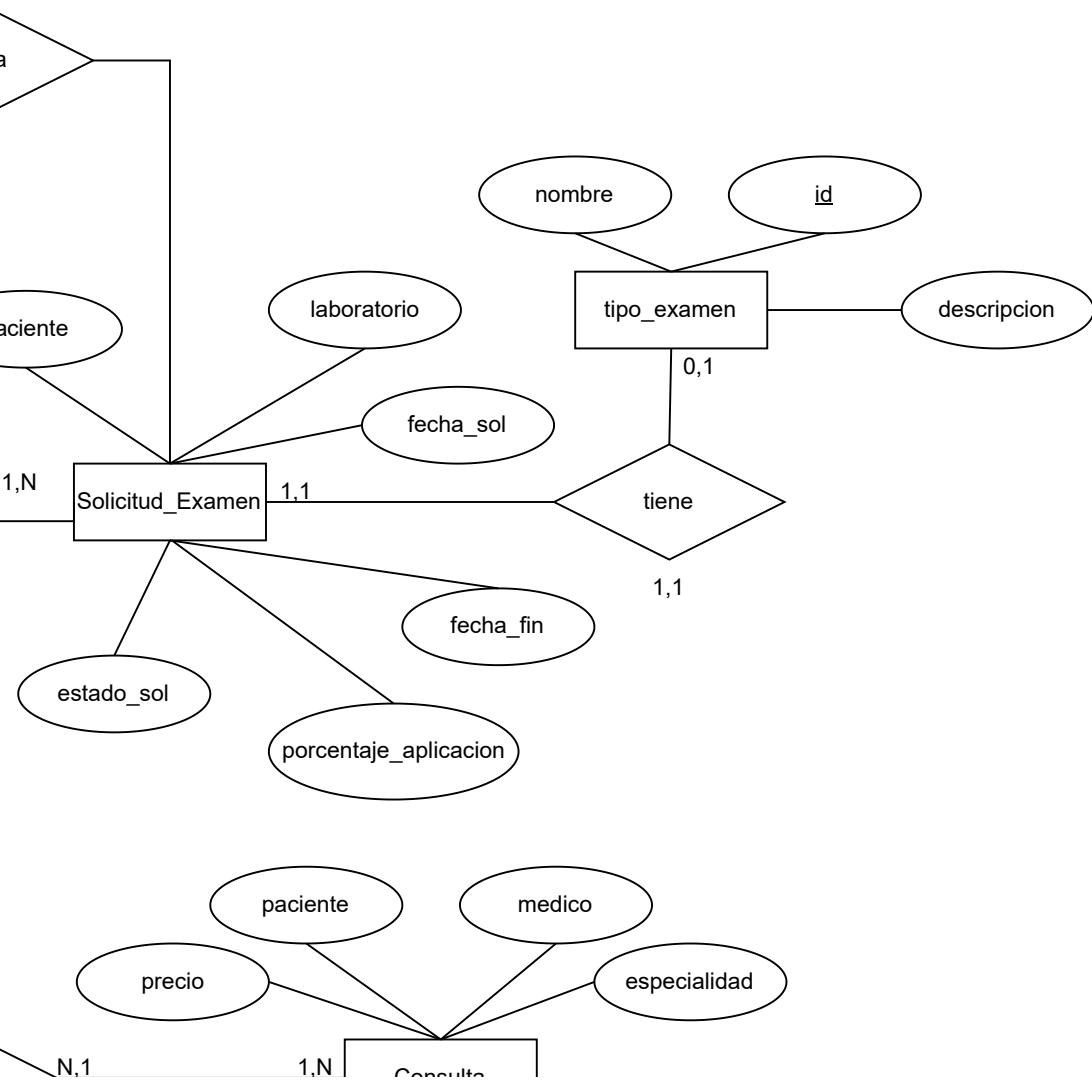 nombre
id
laboratorio
tipo_examen
descripcion
0,1
fecha_sol
1,N
Solicitud_Examen
1,1
tiene
1,1
fecha_fin
estado_sol
porcentaje_aplicacion
paciente
medico
precio
especialidad
N,1
1,N
Consulta